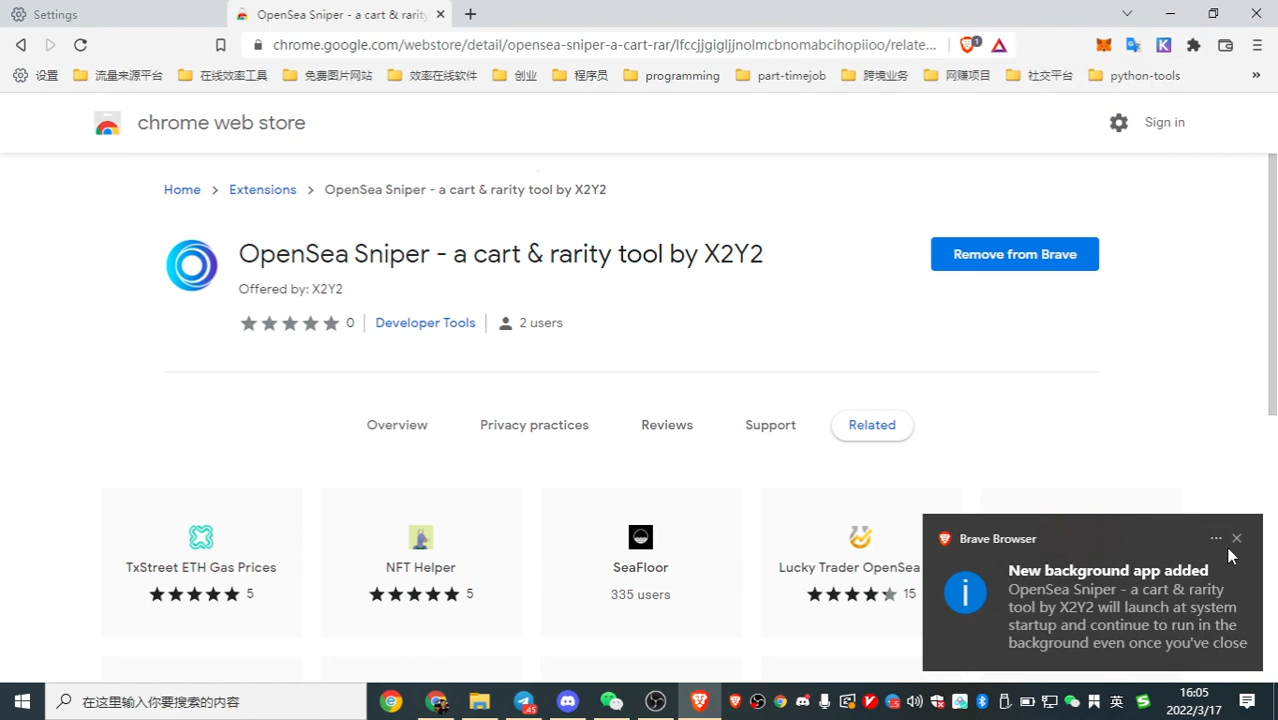 Settings
OpenSea Sniper - a cart & rarity
chrome.google.com/webstore/detail/opensea-sniper-a-cart-rar/lfccjjgigljjnolmcbnomabcihopiioo/relate...
1
设置
流量来源平台
在线效率工具
免费图片网站
效率在线软件
创业
程序员
programming
part-timejob
跨境业务
网赚项目
社交平台
python-tools
»
chrome web store
Sign in
Home > Extensions > OpenSea Sniper - a cart & rarity tool by X2Y2
OpenSea Sniper - a cart & rarity tool by X2Y2
Remove from Brave
Offered by: X2Y2
0
Developer Tools
2 users
Overview
Privacy practices
Reviews
Support
Related
TxStreet ETH Gas Prices
5
NFT Helper
5
SeaFloor
335 users
Lucky Trader OpenSea
15
Brave Browser
New background app added
OpenSea Sniper - a cart & rarity
tool by X2Y2 will launch at system
startup and continue to run in the
background even once you've close
在这里输入你要搜索的内容
45
英
16:05
2022/3/17